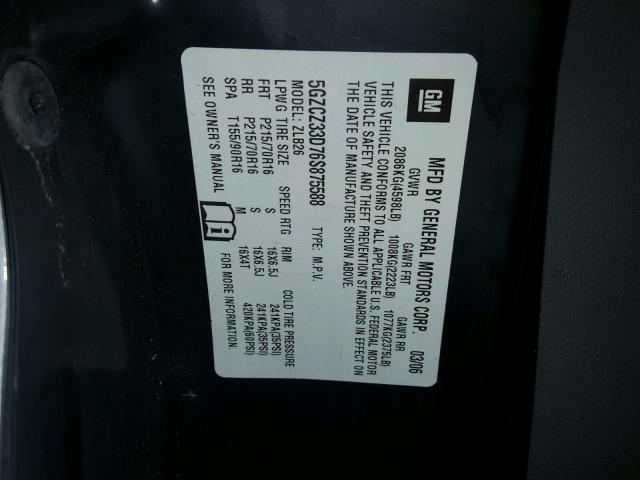 GM
MFD BY GENERAL MOTORS CORP. 03/06
GVWR GAWR FRT GAWR RR
2086KG(4598LB) 1008KG(2223LB) 1077KG(2375LB)
THIS VEHICLE CONFORMS TO ALL APPLICABLE U.S. FEDERAL MOTOR
VEHICLE SAFETY AND THEFT PREVENTION STANDARDS IN EFFECT ON
THE DATE OF MANUFACTURE SHOWN ABOVE.
5GZCZ33D76S875588 TYPE: M.P.V.
MODEL: ZLB26
LPWG TIRE SIZE SPEED RTG RIM COLD TIRE PRESSURE
FRT P215/70R16 S 16X6.5J 241KPA(35PSI)
RR P215/70R16 S 16X6.5J 241KPA(35PSI)
SPA T155/90R16 M 16X4T 420KPA(60PSI)
SEE OWNER'S MANUAL FOR MORE INFORMATION.